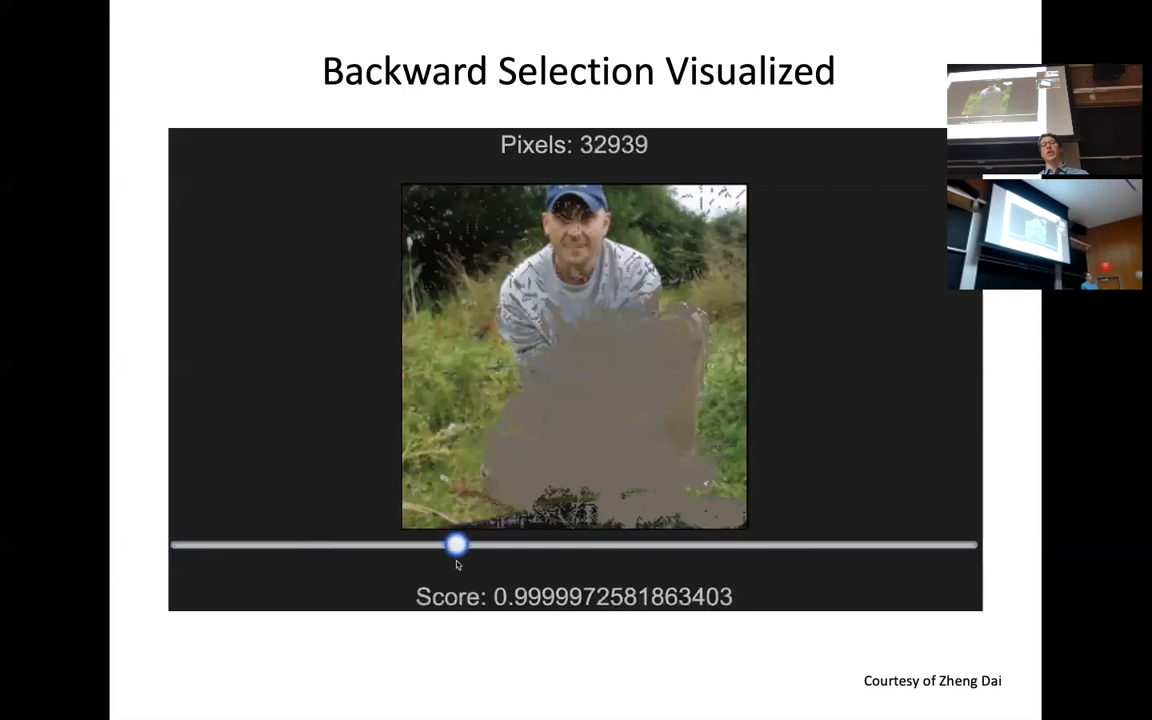 Backward Selection Visualized
Pixels: 32939
Score: 0.9999972581863403
Courtesy of Zheng Dai